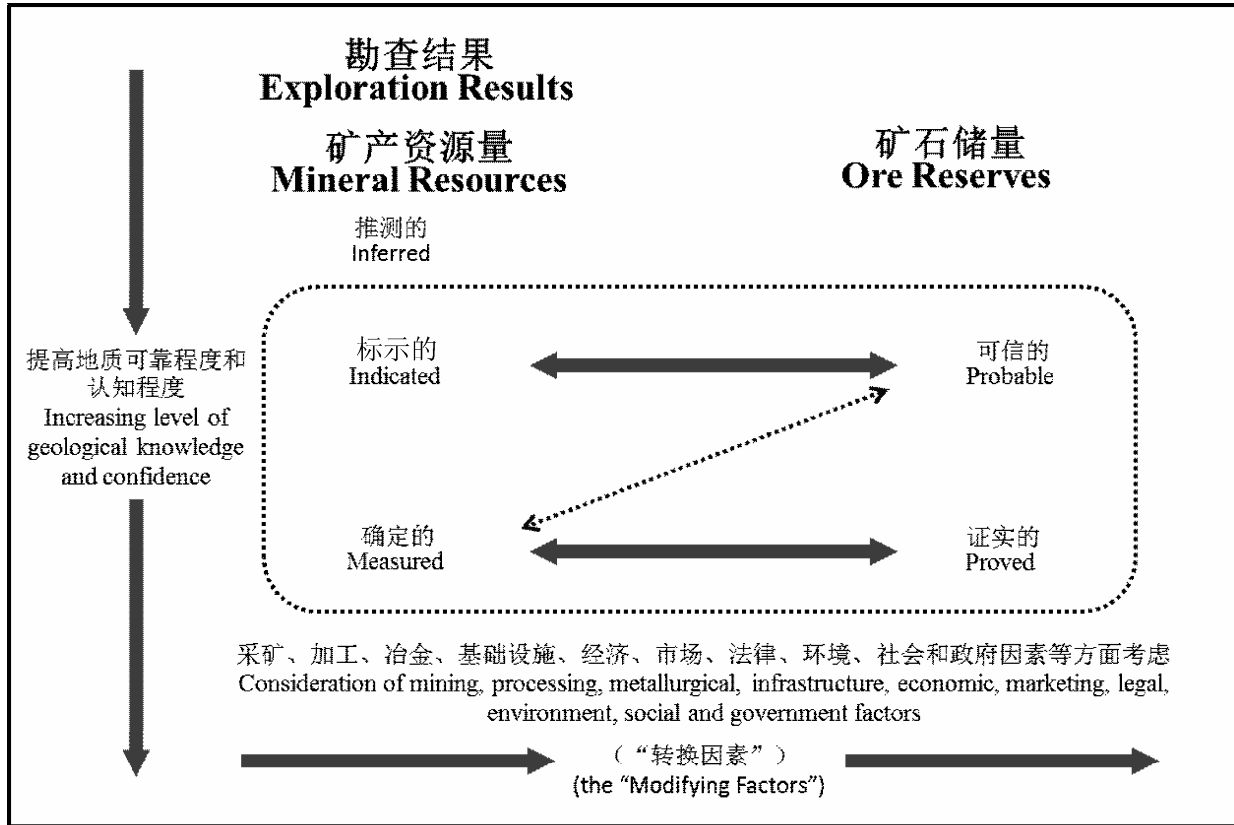 勘查结果
Exploration Results
矿产资源量
Mineral Resources
矿石储量
Ore Reserves
推测的
Inferred
标示的
Indicated
可信的
Probable
提高地质可靠程度和
认知程度
Increasing level of
geological knowledge
and confidence
确定的
Measured
证实的
Proved
采矿、加工、冶金、基础设施、经济、市场、法律、环境、社会和政府因素等方面考虑
Consideration of mining, processing, metallurgical, infrastructure, economic, marketing, legal,
environment, social and government factors
（“转换因素”）
(the “Modifying Factors”)